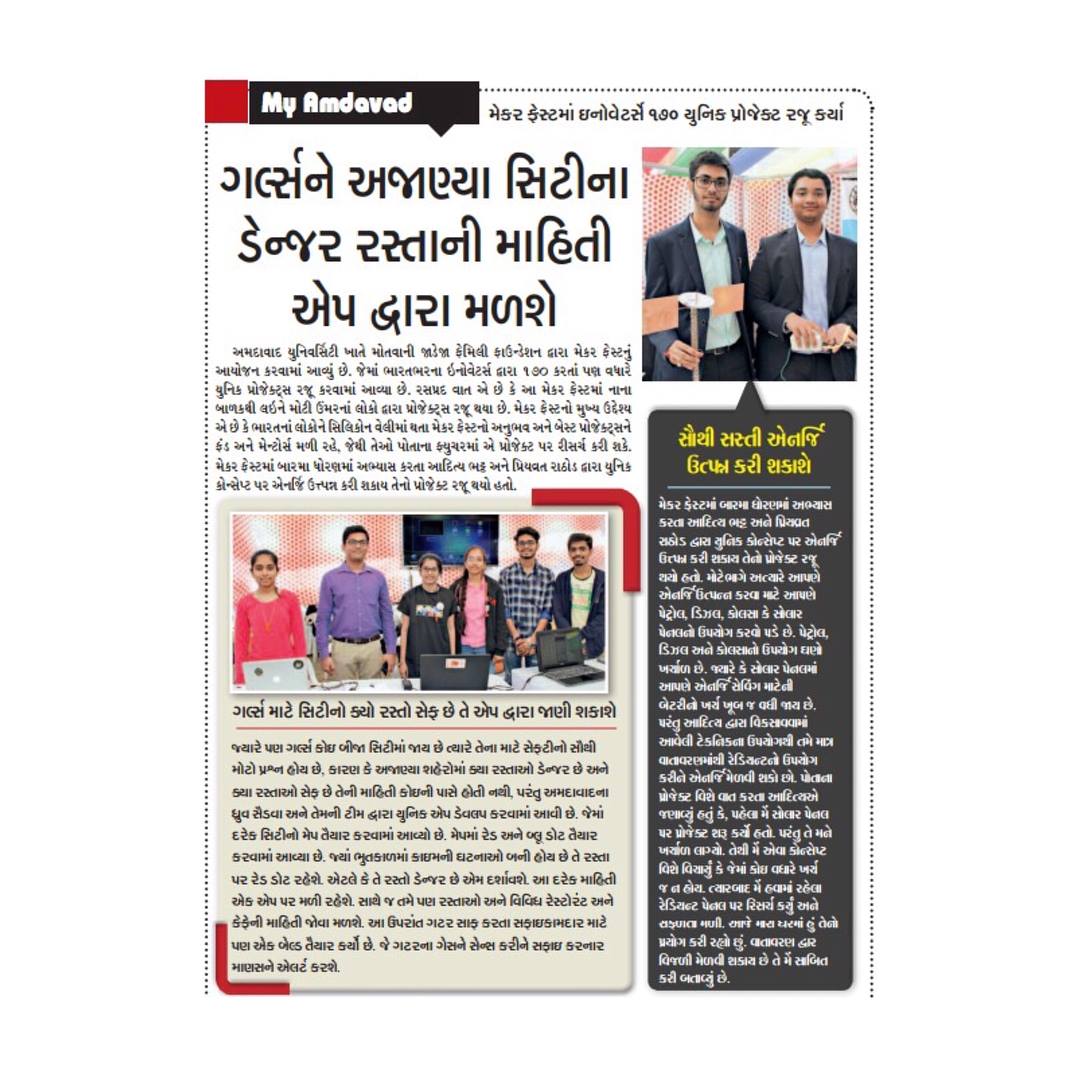 My Amdavad
મેકર ફેસ્ટમાં ઇનોવેટર્સે ૧૭૦ યુનિક પ્રોજેક્ટ રજૂ કર્યા
ગર્લ્સને અજાણ્યા સિટીના
ડેન્જર રસ્તાની માહિતી
એપ દ્વારા મળશે
અમદાવાદ યુનિવર્સિટી ખાતે મોતવાની જાડેજા ફેમિલી ફાઉન્ડેશન દ્વારા મેકર ફેસ્ટનું
આયોજન કરવામાં આવ્યું છે. જેમાં ભારતભરના ઇનોવેટર્સ દ્વારા ૧૭૦ કરતાં પણ વધારે
યુનિક પ્રોજેક્ટ્સ રજૂ કરવામાં આવ્યા છે. રસપ્રદ વાત એ છે કે આ મેકર ફેસ્ટમાં નાના
બાળકથી લઇને મોટી ઉંમરનાં લોકો દ્વારા પ્રોજેક્ટ્સ રજૂ થયા છે. મેકર ફેસ્ટનો મુખ્ય ઉદ્દેશ્ય
એ છે કે ભારતનાં લોકોને સિલિકોન વેલીમાં થતા મેકર ફેસ્ટનો અનુભવ અને બેસ્ટ પ્રોજેક્ટ્સને
ફંડ અને મેન્ટોર્સ મળી રહે, જેથી તેઓ પોતાના ફ્યુચરમાં એ પ્રોજેક્ટ પર રીસર્ચ કરી શકે.
મેકર ફેસ્ટમાં બારમા ધોરણમાં અભ્યાસ કરતા આદિત્ય ભટ્ટ અને પ્રિયવ્રત રાઠોડ દ્વારા યુનિક
કોન્સેપ્ટ પર એનર્જિ ઉત્ત્પન્ન કરી શકાય તેનો પ્રોજેક્ટ રજૂ થયો હતો.
ગર્લ્સ માટે સિટીનો ક્યો રસ્તો સેફ છે તે એપ દ્વારા જાણી શકાશે
જ્યારે પણ ગર્લ્સ કોઇ બીજા સિટીમાં જાય છે ત્યારે તેના માટે સેફ્ટીનો સૌથી
મોટો પ્રશ્ન હોય છે, કારણ કે અજાણ્યા શહેરોમાં ક્યા રસ્તાઓ ડેન્જર છે અને
ક્યા રસ્તાઓ સેફ છે તેની માહિતી કોઇની પાસે હોતી નથી, પરંતુ અમદાવાદના
ધ્રુવ સૈડવા અને તેમની ટીમ દ્વારા યુનિક એપ ડેવલપ કરવામાં આવી છે. જેમાં
દરેક સિટીનો મેપ તૈયાર કરવામાં આવ્યો છે. મેપમાં રેડ અને બ્લૂ ડોટ તૈયાર
કરવામાં આવ્યા છે. જ્યાં ભુતકાળમાં કાઇમની ઘટનાઓ બની હોય છે તે રસ્તા
પર રેડ ડોટ રહેશે. એટલે કે તે રસ્તો ડેન્જર છે એમ દર્શાવશે. આ દરેક માહિતી
એક એપ પર મળી રહેશે. સાથે જ તમે પણ રસ્તાઓ અને વિવિધ રેસ્ટોરંટ અને
કેફેની માહિતી જોવા મળશે. આ ઉપરાંત ગટર સાફ કરતા સફાઇકામદાર માટે
પણ એક બેલ્ડ તૈયાર કર્યો છે. જે ગટરના ગેસને સેન્સ કરીને સફાઇ કરનાર
માણસને એલર્ટ કરશે.
સૌથી સસ્તી એનર્જિ
ઉત્પન્ન કરી શકાશે
મેકર ફેસ્ટમાં બારમા ધોરણમાં અભ્યાસ
કરતા આદિત્ય ભટ્ટ અને પ્રિયવ્રત
રાઠોડ દ્વારા યુનિક કોન્સેપ્ટ પર એનર્જિ
ઉત્પન્ન કરી શકાય તેનો પ્રોજેક્ટ રજૂ
થયો હતો. મોટેભાગે અત્યારે આપણે
એનર્જિ ઉત્પન્ન કરવા માટે આપણે
પેટ્રોલ, ડિઝલ, કોલસા કે સોલાર
પેનલનો ઉપયોગ કરવો પડે છે. પેટ્રોલ,
ડિઝલ અને કોલસાનો ઉપયોગ ઘણો
ખર્ચાળ છે. જ્યારે કે સોલાર પેનલમાં
આપણે એનર્જિ સેવિંગ માટેની
બેટરીનો ખર્ચ ખૂબ જ વધી જાય છે.
પરંતુ આદિત્ય દ્વારા વિકસાવવામાં
આવેલી ટેકનિકના ઉપયોગથી તમે માત્ર
વાતાવરણમાંથી રેડિયન્ટનો ઉપયોગ
કરીને એનર્જિ મેળવી શકો છો. પોતાના
પ્રોજેક્ટ વિશે વાત કરતા આદિત્યએ
જણાવ્યું હતું કે, પહેલા મેં સોલાર પેનલ
પર પ્રોજેક્ટ શરૂ કર્યો હતો. પરંતુ તે મને
ખર્ચાળ લાગ્યો. તેથી મેં એવા કોન્સેપ્ટ
વિશે વિચાર્યું કે જેમાં કોઇ વધારે ખર્ચ
જ ન હોય. ત્યારબાદ મેં હવામાં રહેલા
રેડિયન્ટ પેનલ પર રિસર્ચ કર્યું અને
સફળતા મળી. આજે મારા ઘરમાં હું તેનો
પ્રયોગ કરી રહ્યો છું. વાતાવરણ દ્વાર
વિજળી મેળવી શકાય છે તે મેં સાબિત
કરી બતાવ્યું છે.